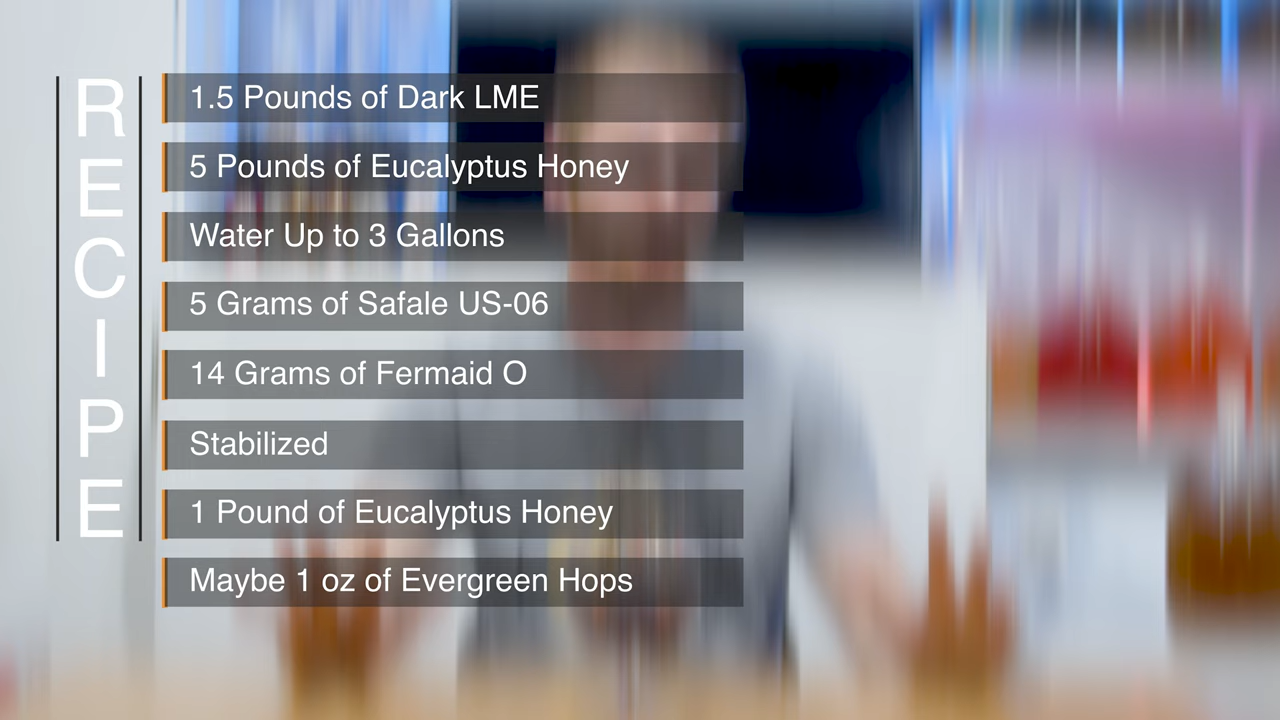 RECIPE
1.5 Pounds of Dark LME
5 Pounds of Eucalyptus Honey
Water Up to 3 Gallons
5 Grams of Safale US-06
14 Grams of Fermaid O
Stabilized
1 Pound of Eucalyptus Honey
Maybe 1 oz of Evergreen Hops